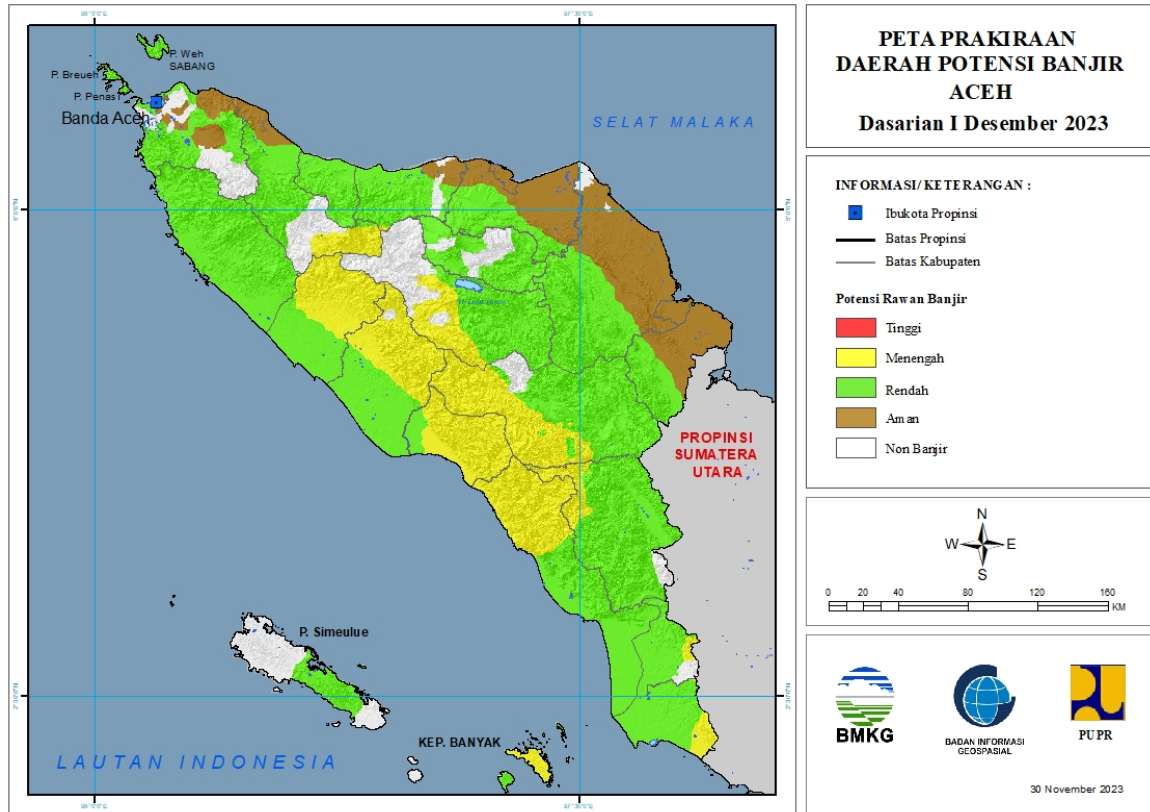 PETA PRAKIRAAN
DAERAH POTENSI BANJIR
ACEH
Dasarian I Desember 2023
INFORMASI/ KETERANGAN :
Ibukota Propinsi
Batas Propinsi
Batas Kabupaten
Potensi Rawan Banjir
Tinggi
Menengah
Rendah
Aman
Non Banjir
N
W E
S
0 20 40 80 120 160
KM
BMKG
BADAN INFORMASI
GEOSPASIAL
PUPR
30 November 2023
P. Weh
SABANG
P. Breueh
P. Penasi
Banda Aceh
SELAT MALAKA
PROPINSI
SUMATERA
UTARA
P. Simeulue
KEP. BANYAK
LAUTAN INDONESIA